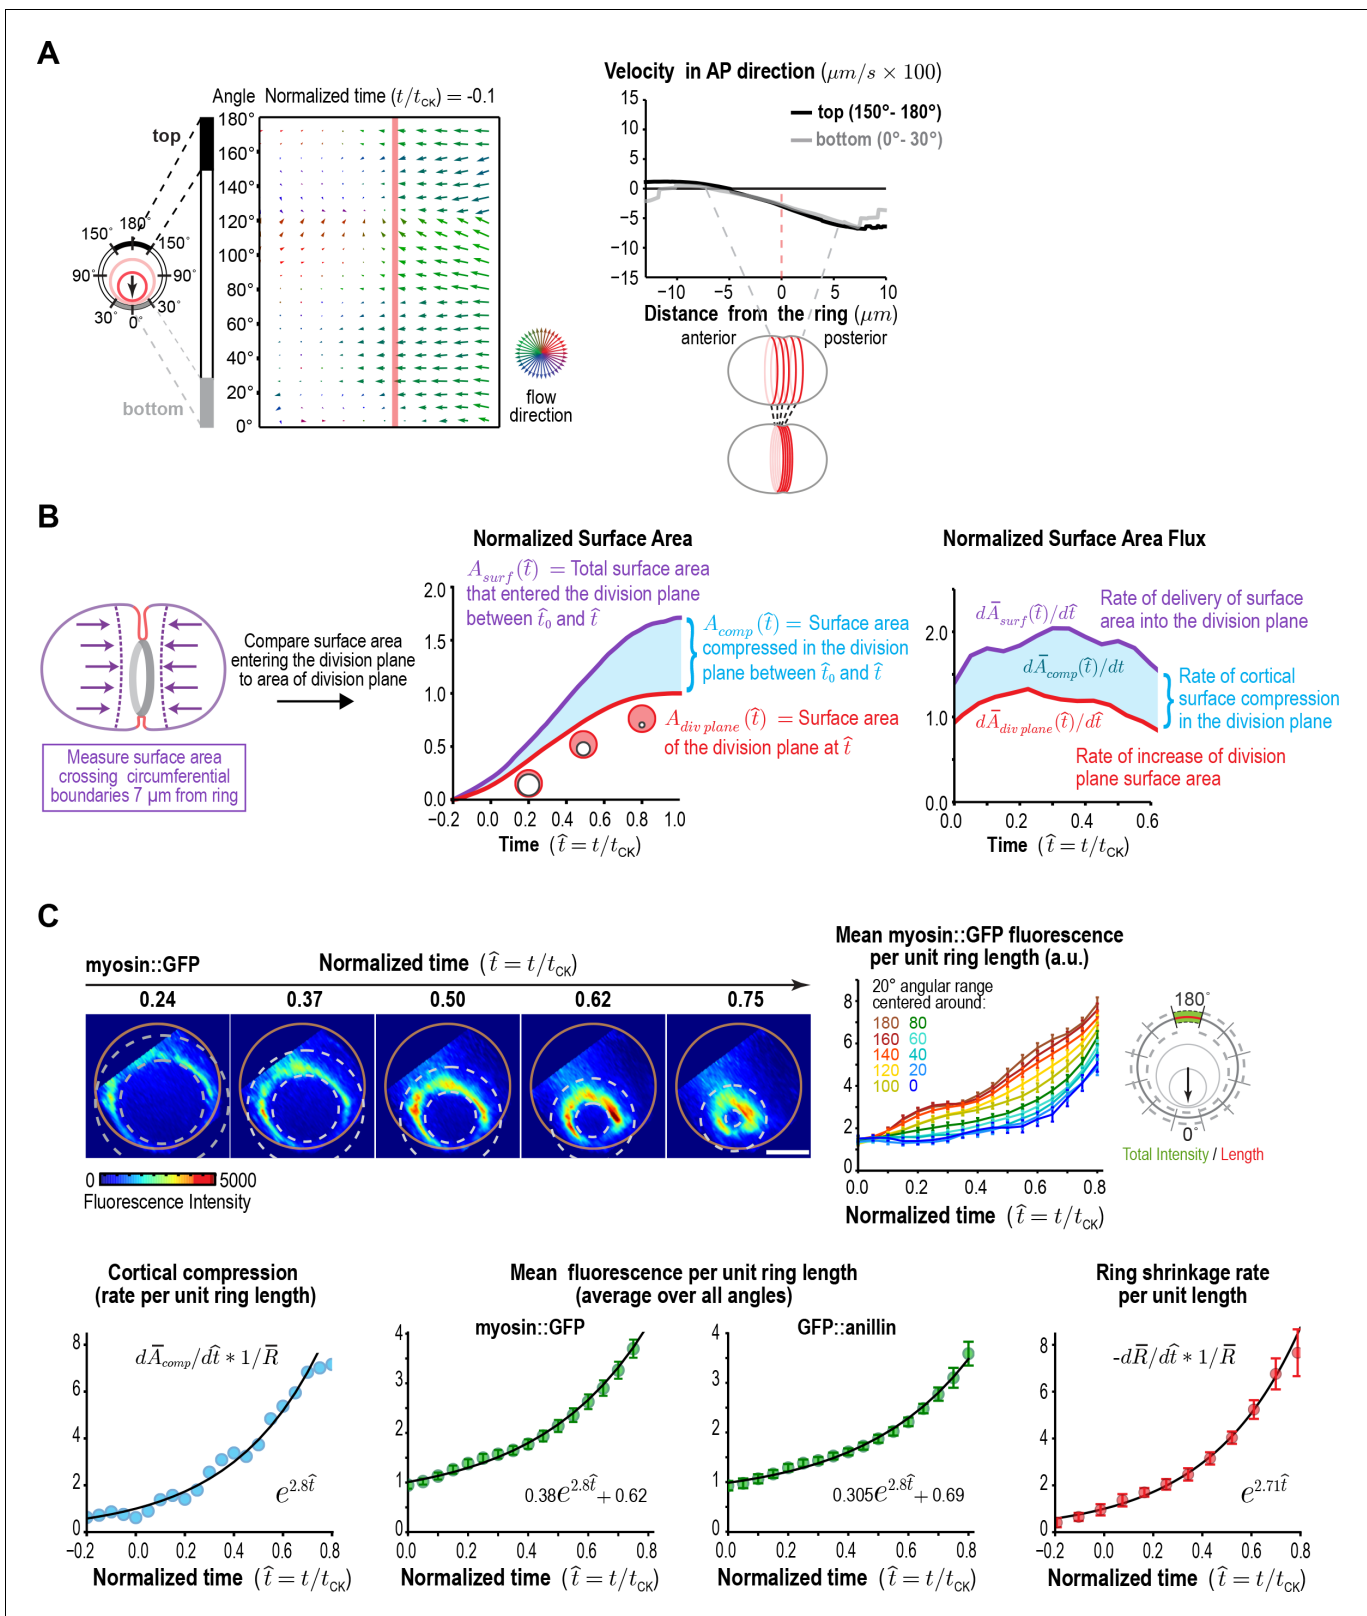 A
Angle Normalized time (t/t_CK) = -0.1
180°
160°
140°
120°
100°
80°
60°
40°
20°
0°
top
bottom
180°
150° 150°
90° 90°
30° 30°
0°
flow
direction
Velocity in AP direction (μm/s × 100)
15
10
5
0
−5
−10
−15
top (150°- 180°)
bottom (0°- 30°)
−10 −5 0 5 10
Distance from the ring (μm)
anterior posterior
B
Measure surface area
crossing circumferential
boundaries 7 µm from ring
Compare surface area
entering the division plane
to area of division plane
Normalized Surface Area
A_surf(t̂) = Total surface area
that entered the division plane
between t̂₀ and t̂
2.0
1.5
1.0
0.5
0.0
−0.2 0.0 0.2 0.4 0.6 0.8 1.0
Time (t̂ = t/t_CK)
A_comp(t̂) = Surface area
compressed in the division
plane between t̂₀ and t̂
A_div plane(t̂) = Surface area
of the division plane at t̂
Normalized Surface Area Flux
dĀ_surf(t̂)/dt̂
Rate of delivery of surface
area into the division plane
dĀ_comp(t̂)/dt
Rate of cortical
surface compression
in the division plane
dĀ_div plane(t̂)/dt̂
Rate of increase of division
plane surface area
2.0
1.0
0.0
0.0 0.2 0.4 0.6
Time (t̂ = t/t_CK)
C
myosin::GFP Normalized time (t̂ = t/t_CK)
0.24 0.37 0.50 0.62 0.75
0 5000
Fluorescence Intensity
Mean myosin::GFP fluorescence
per unit ring length (a.u.)
20° angular range
centered around:
180 80
160 60
140 40
120 20
100 0
8
6
4
2
0
0.0 0.2 0.4 0.6 0.8
Normalized time (t̂ = t/t_CK)
180°
0°
Total Intensity / Length
Cortical compression
(rate per unit ring length)
dĀ_comp/dt̂ * 1/R̄
e^2.8t̂
8
6
4
2
0
−0.2 0.0 0.2 0.4 0.6 0.8
Normalized time (t̂ = t/t_CK)
Mean fluorescence per unit ring length
(average over all angles)
myosin::GFP
0.38e^2.8t̂ + 0.62
4
3
2
1
0
0.0 0.2 0.4 0.6 0.8
Normalized time (t̂ = t/t_CK)
GFP::anillin
0.305e^2.8t̂ + 0.69
4
3
2
1
0
0.0 0.2 0.4 0.6 0.8
Normalized time (t̂ = t/t_CK)
Ring shrinkage rate
per unit length
-dR̄/dt̂ * 1/R̄
e^2.71t̂
8
6
4
2
0
−0.2 0.0 0.2 0.4 0.6 0.8
Normalized time (t̂ = t/t_CK)